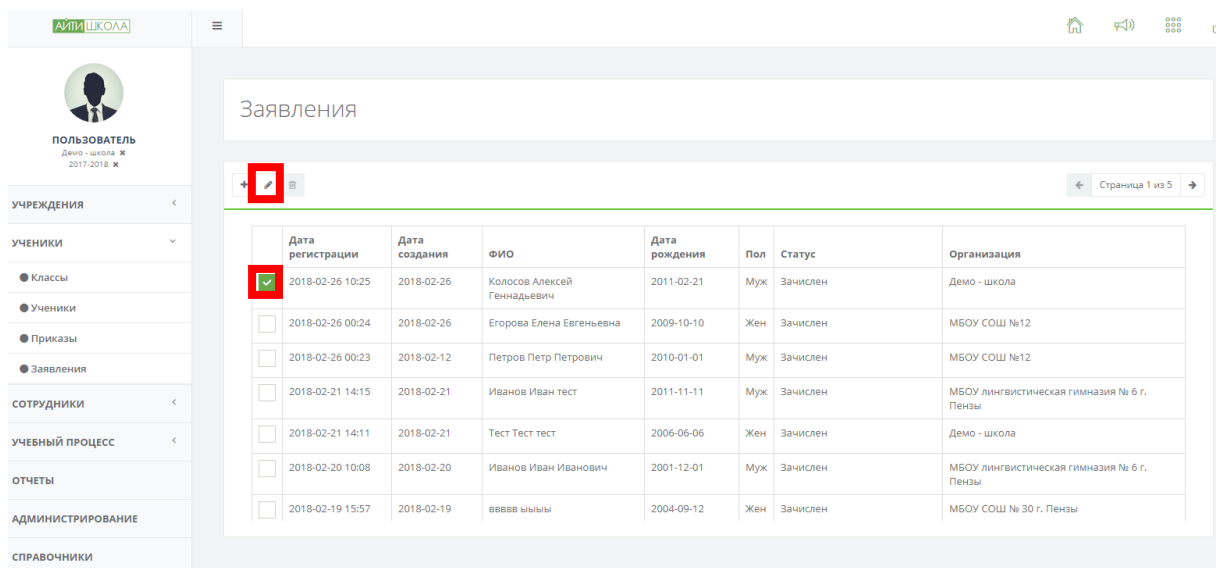 АЙТИ ШКОЛА
ПОЛЬЗОВАТЕЛЬ
Демо - школа ✖
2017-2018 ✖
УЧРЕЖДЕНИЯ
УЧЕНИКИ
Классы
Ученики
Приказы
Заявления
СОТРУДНИКИ
УЧЕБНЫЙ ПРОЦЕСС
ОТЧЕТЫ
АДМИНИСТРИРОВАНИЕ
СПРАВОЧНИКИ
Заявления
Страница 1 из 5
Дата регистрации Дата создания ФИО Дата рождения Пол Статус Организация
2018-02-26 10:25 2018-02-26 Колосов Алексей Геннадьевич 2011-02-21 Муж Зачислен Демо - школа
2018-02-26 00:24 2018-02-26 Егорова Елена Евгеньевна 2009-10-10 Жен Зачислен МБОУ СОШ №12
2018-02-26 00:23 2018-02-12 Петров Петр Петрович 2010-01-01 Муж Зачислен МБОУ СОШ №12
2018-02-21 14:15 2018-02-21 Иванов Иван тест 2011-11-11 Муж Зачислен МБОУ лингвистическая гимназия № 6 г. Пензы
2018-02-21 14:11 2018-02-21 Тест Тест тест 2006-06-06 Жен Зачислен Демо - школа
2018-02-20 10:08 2018-02-20 Иванов Иван Иванович 2001-12-01 Муж Зачислен МБОУ лингвистическая гимназия № 6 г. Пензы
2018-02-19 15:57 2018-02-19 ввввв ыыыы 2004-09-12 Жен Зачислен МБОУ СОШ № 30 г. Пензы